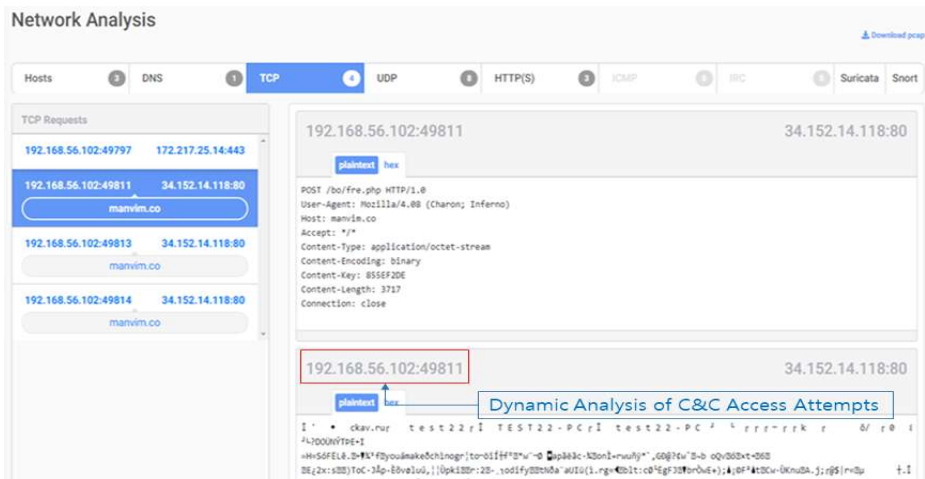 Network Analysis
Download pcap
Hosts 3 DNS 1 TCP 4 UDP 8 HTTP(S) 3 ICMP 0 IRC 0 Suricata Snort
TCP Requests
192.168.56.102:49797 172.217.25.14:443
192.168.56.102:49811 34.152.14.118:80
manvim.co
192.168.56.102:49813 34.152.14.118:80
manvim.co
192.168.56.102:49814 34.152.14.118:80
manvim.co
192.168.56.102:49811 34.152.14.118:80
plaintext hex
POST /bo/fre.php HTTP/1.0
User-Agent: Mozilla/4.08 (Charon; Inferno)
Host: manvim.co
Accept: */*
Content-Type: application/octet-stream
Content-Encoding: binary
Content-Key: 855EF2DE
Content-Length: 3717
Connection: close
192.168.56.102:49811 34.152.14.118:80
plaintext hex
Dynamic Analysis of C&C Access Attempts
ckav.ru test22 TEST22-PC test22-PC